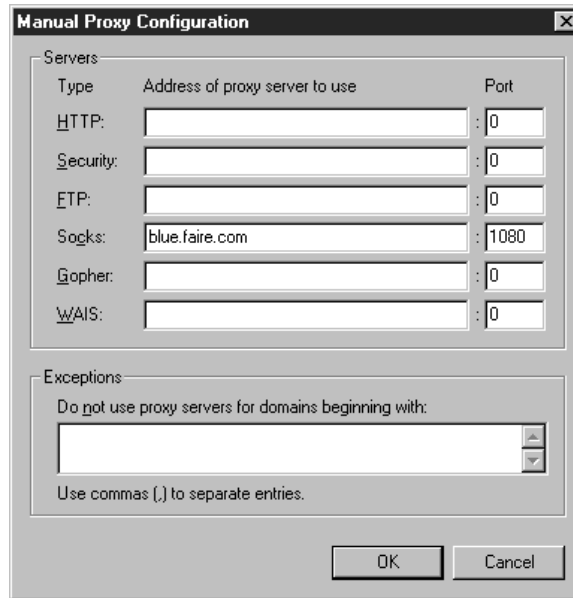 Manual Proxy Configuration
Servers
Type Address of proxy server to use Port
HTTP: : 0
Security: : 0
FTP: : 0
Socks: blue.faire.com : 1080
Gopher: : 0
WAIS: : 0
Exceptions
Do not use proxy servers for domains beginning with:
Use commas (,) to separate entries.
OK Cancel